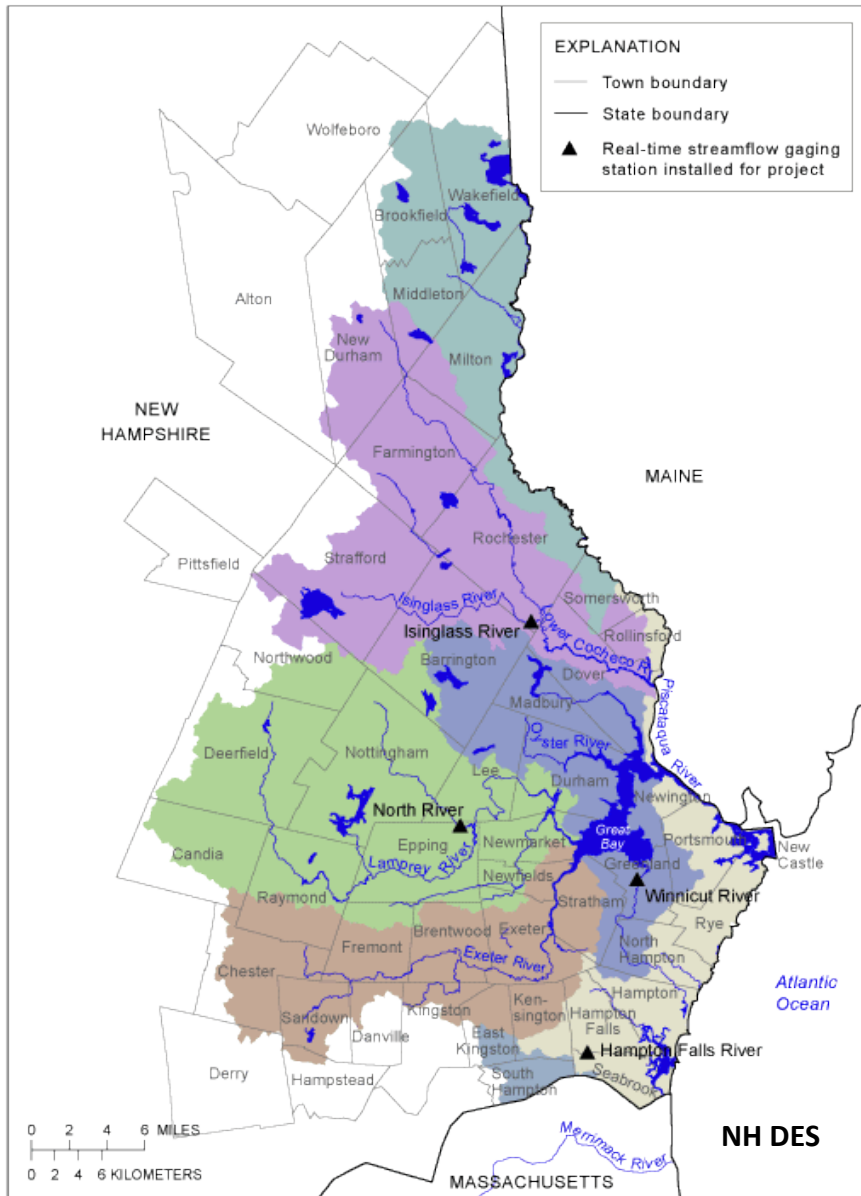 EXPLANATION
Town boundary
State boundary
Real-time streamflow gaging
station installed for project
Wolfeboro
Wakefield
Brookfield
Alton
Middleton
New
Durham
Milton
NEW
HAMPSHIRE
Farmington
MAINE
Rochester
Pittsfield
Strafford
Somersworth
Isinglass River
Rollinsford
Isinglass River
Lower Cocheco R
Northwood
Barrington
Dover
Madbury
Piscataqua River
Oyster River
Deerfield
Nottingham
Lee
Durham
Newington
North River
Great
Bay
Portsmouth
New
Castle
Epping
Newmarket
Candia
Lamprey River
Greenland
Newfields
Raymond
Stratham
Winnicut River
Rye
Brentwood
Exeter
Fremont
North
Hampton
Exeter River
Chester
Atlantic
Ocean
Hampton
Sandown
Kingston
Ken-
sington
Hampton
Falls
Danville
East
Kingston
Hampton Falls River
Derry
Hampstead
South
Hampton
Seabrook
0 2 4 6 MILES
0 2 4 6 KILOMETERS
Merrimack River
NH DES
MASSACHUSETTS